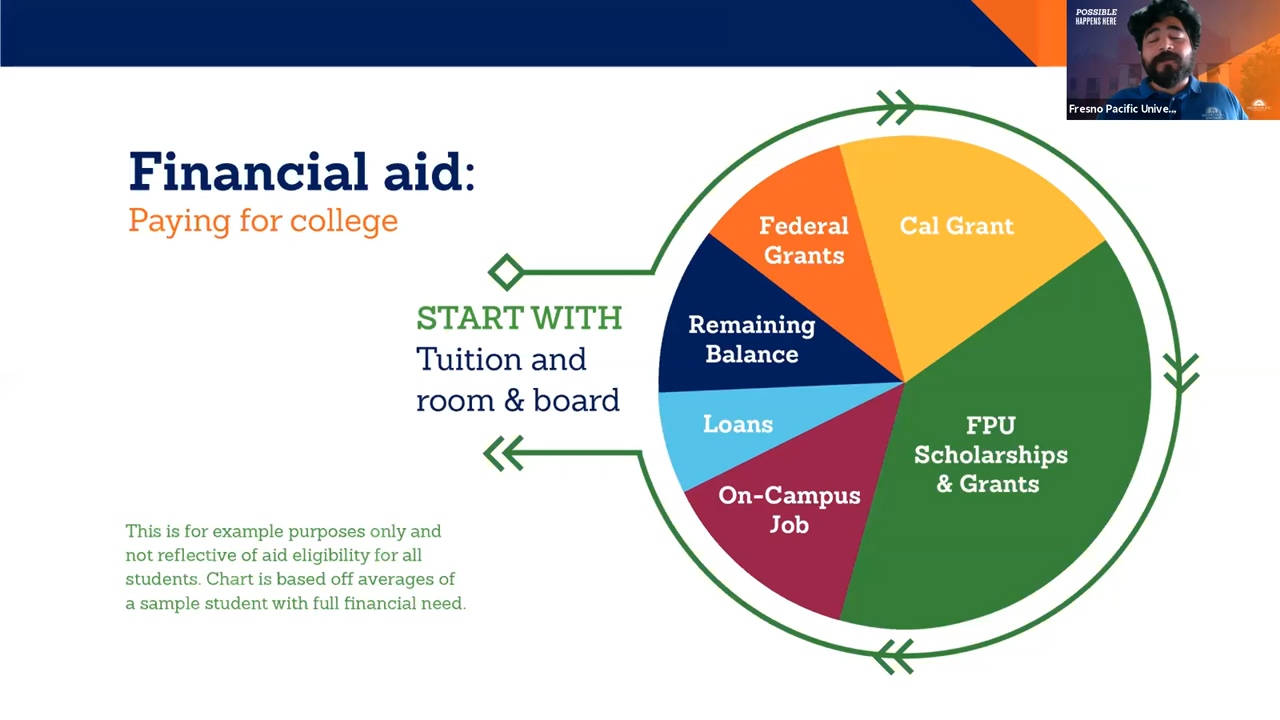 POSSIBLE
HAPPENS HERE
Fresno Pacific Unive...
Financial aid:
Paying for college
START WITH
Tuition and
room & board
Federal
Grants
Cal Grant
Remaining
Balance
Loans
On-Campus
Job
FPU
Scholarships
& Grants
This is for example purposes only and
not reflective of aid eligibility for all
students. Chart is based off averages of
a sample student with full financial need.